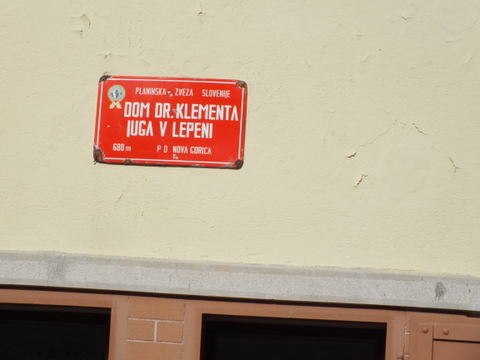 PLANINSKA ZVEZA SLOVENIJE
DOM DR. KLEMENTA
JUGA V LEPENI
680 m P D NOVA GORICA